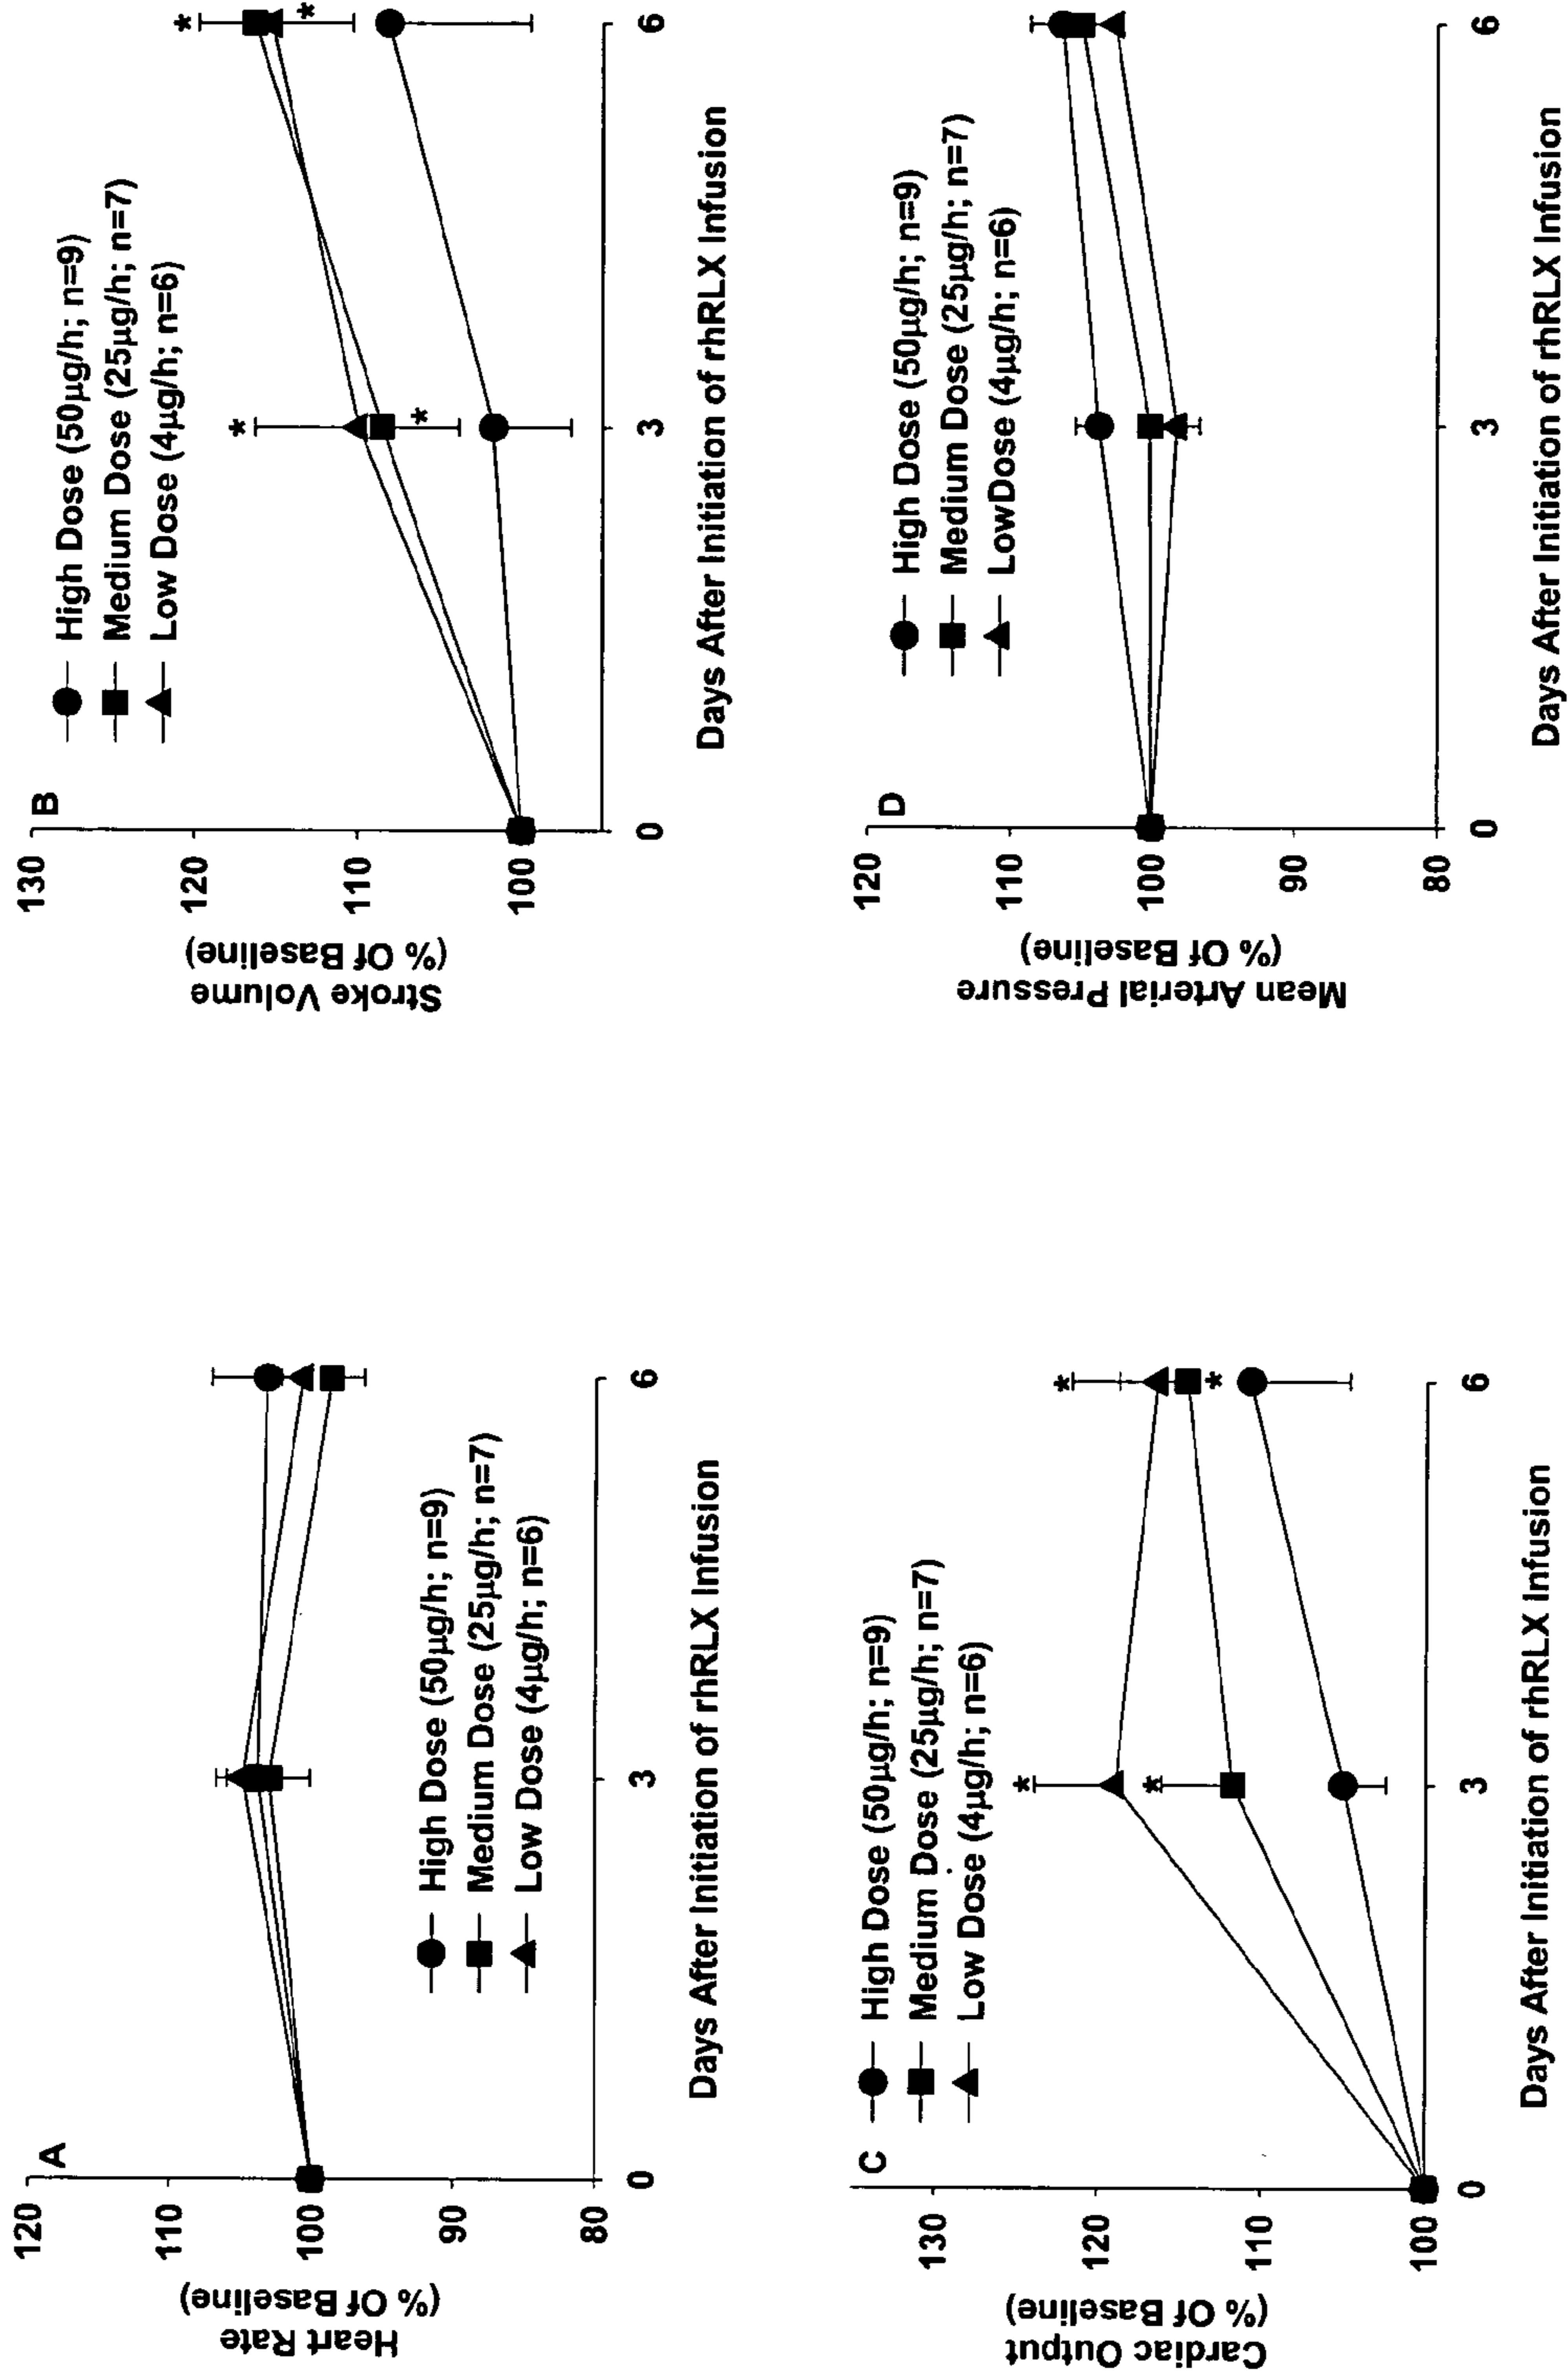 A
120
110
100
90
80
Heart Rate
(% Of Baseline)
High Dose (50µg/h; n=9)
Medium Dose (25µg/h; n=7)
Low Dose (4µg/h; n=6)
0 3 6
Days After Initiation of rhRLX Infusion
B
130
120
110
100
Stroke Volume
(% Of Baseline)
High Dose (50µg/h; n=9)
Medium Dose (25µg/h; n=7)
Low Dose (4µg/h; n=6)
* * * *
0 3 6
Days After Initiation of rhRLX Infusion
C
130
120
110
100
Cardiac Output
(% Of Baseline)
High Dose (50µg/h; n=9)
Medium Dose (25µg/h; n=7)
Low Dose (4µg/h; n=6)
* * * *
0 3 6
Days After Initiation of rhRLX Infusion
D
120
110
100
90
80
Mean Arterial Pressure
(% Of Baseline)
High Dose (50µg/h; n=9)
Medium Dose (25µg/h; n=7)
LowDose (4µg/h; n=6)
0 3 6
Days After Initiation of rhRLX Infusion